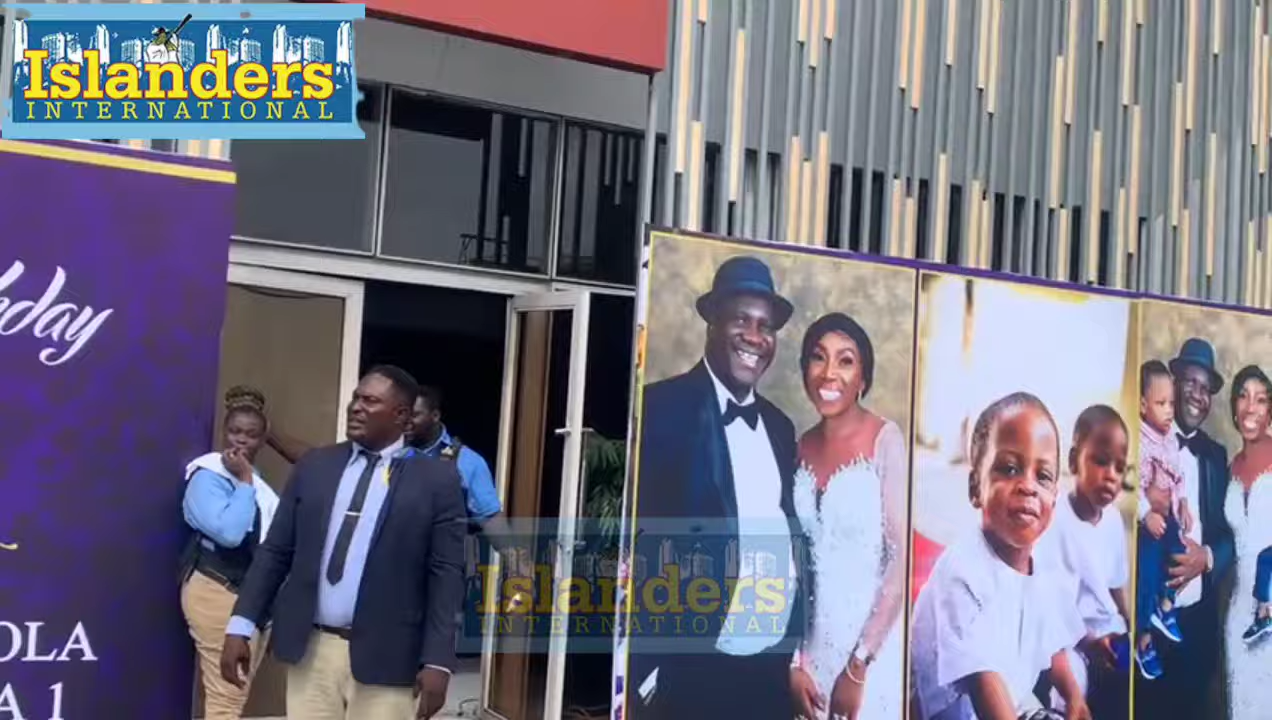 Islanders
INTERNATIONAL
day
OLA
A 1
Islanders
INTERNATIONAL